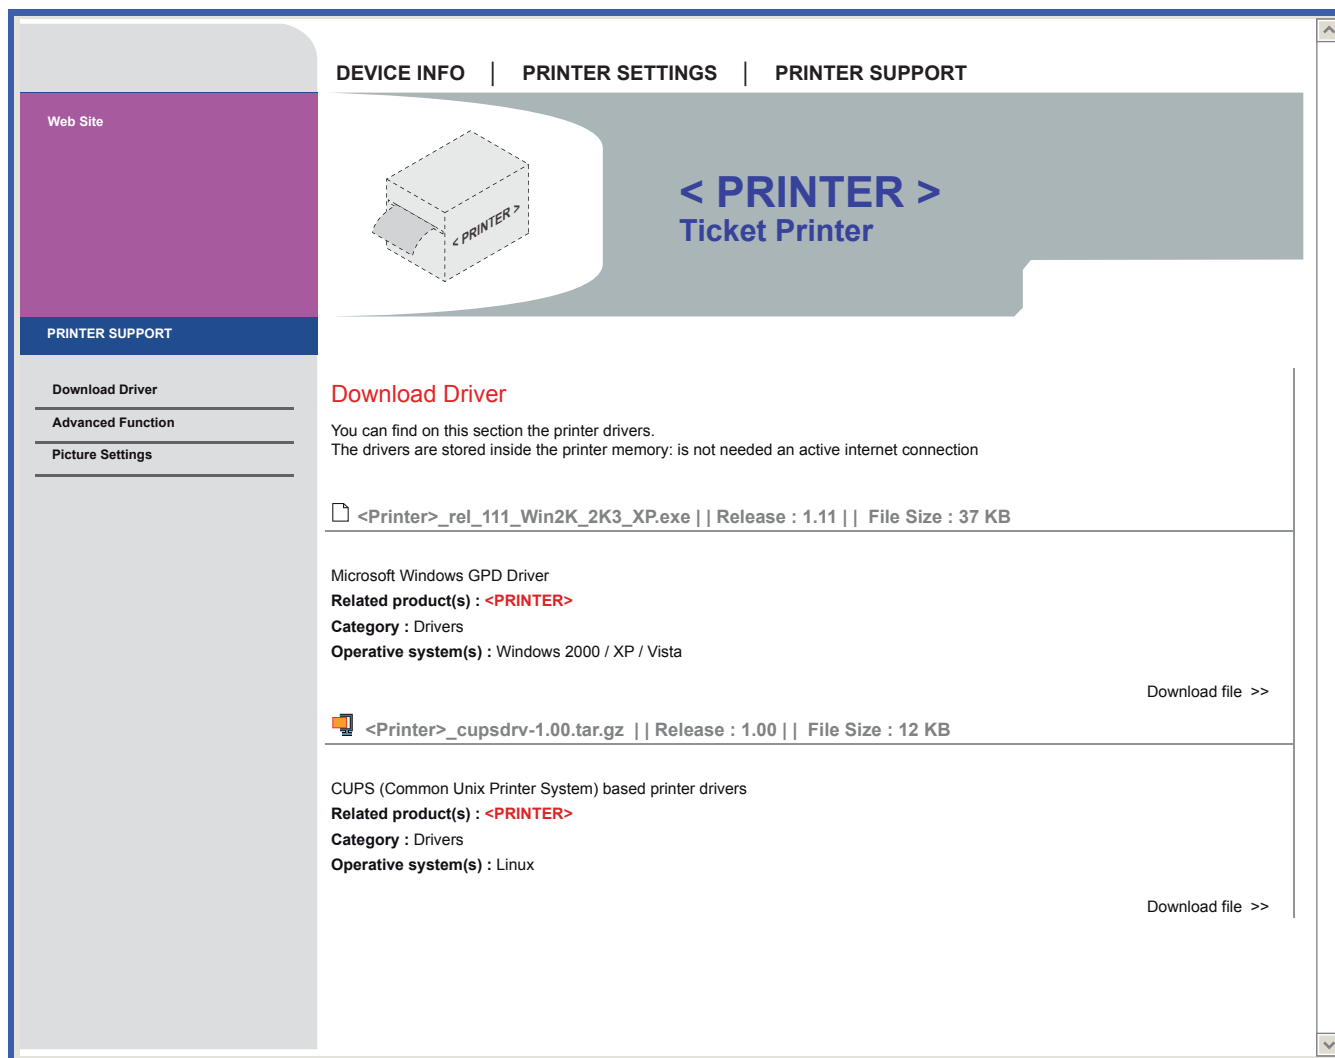 DEVICE INFO | PRINTER SETTINGS | PRINTER SUPPORT
Web Site
< PRINTER >
< PRINTER >
Ticket Printer
PRINTER SUPPORT
Download Driver
Advanced Function
Picture Settings
Download Driver
You can find on this section the printer drivers.
The drivers are stored inside the printer memory: is not needed an active internet connection
<Printer>_rel_111_Win2K_2K3_XP.exe | | Release : 1.11 | | File Size : 37 KB
Microsoft Windows GPD Driver
Related product(s) : <PRINTER>
Category : Drivers
Operative system(s) : Windows 2000 / XP / Vista
Download file >>
<Printer>_cupsdrv-1.00.tar.gz | | Release : 1.00 | | File Size : 12 KB
CUPS (Common Unix Printer System) based printer drivers
Related product(s) : <PRINTER>
Category : Drivers
Operative system(s) : Linux
Download file >>